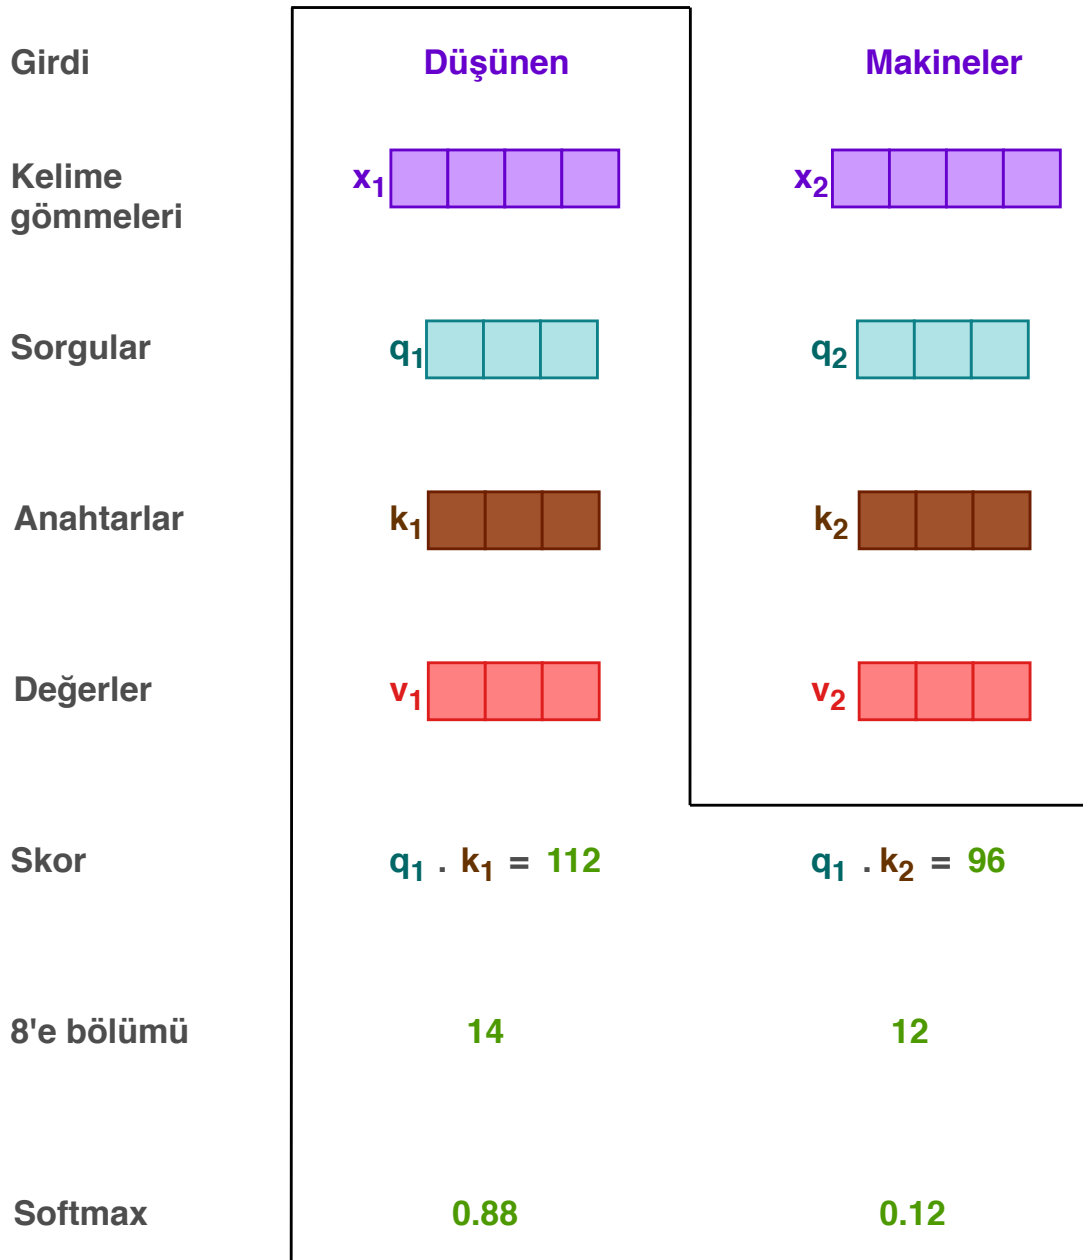 Girdi Düşünen Makineler
Kelime x1 x2
gömmeleri
Sorgular q1 q2
Anahtarlar k1 k2
Değerler v1 v2
Skor q1 . k1 = 112 q1 . k2 = 96
8'e bölümü 14 12
Softmax 0.88 0.12